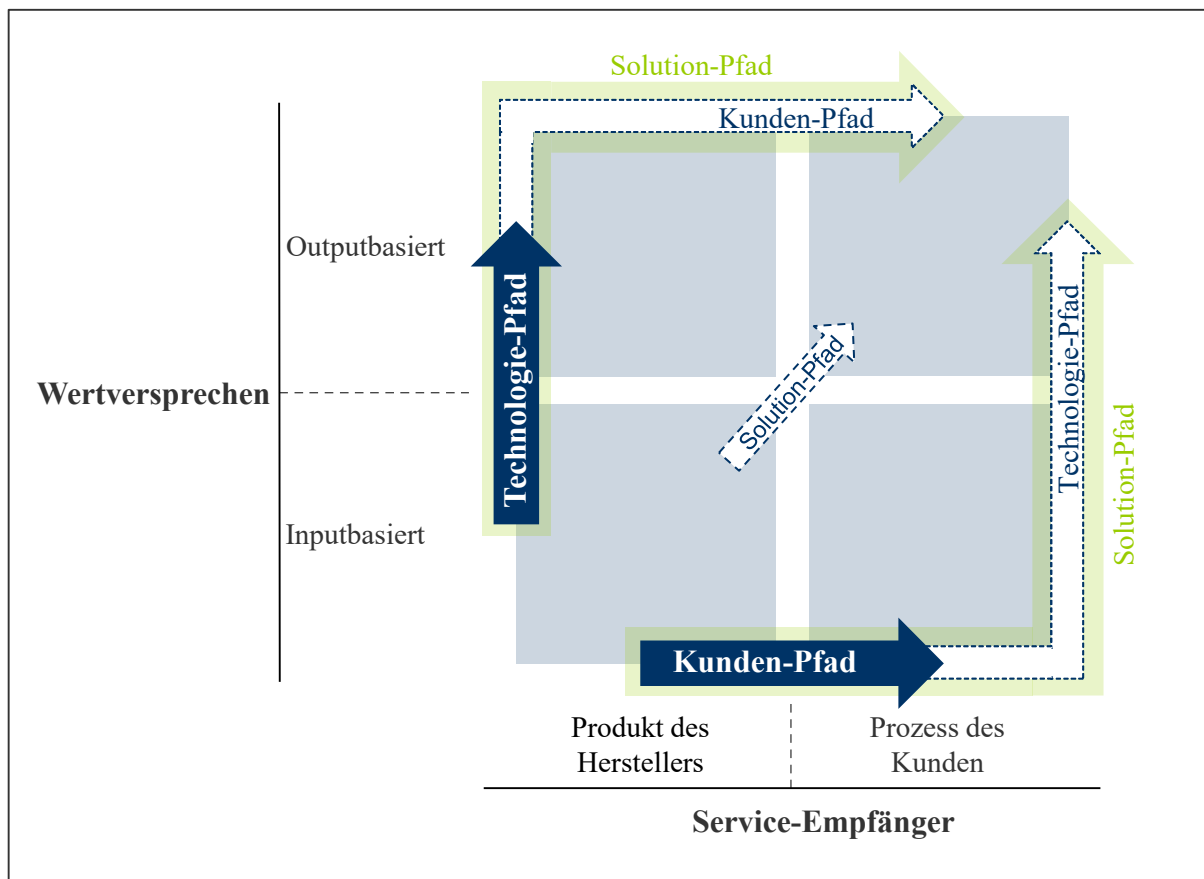 Solution-Pfad
Kunden-Pfad
Outputbasiert
Technologie-Pfad
Solution-Pfad
Technologie-Pfad
Wertversprechen
Solution-Pfad
Inputbasiert
Kunden-Pfad
Produkt des
Herstellers
Prozess des
Kunden
Service-Empfänger